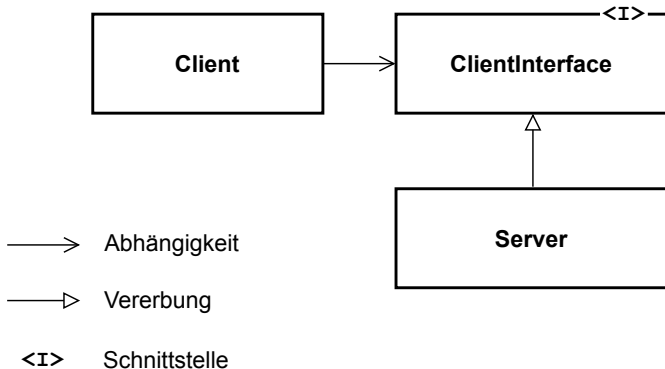 <I>
Client
ClientInterface
Server
Abhängigkeit
Vererbung
<I> Schnittstelle